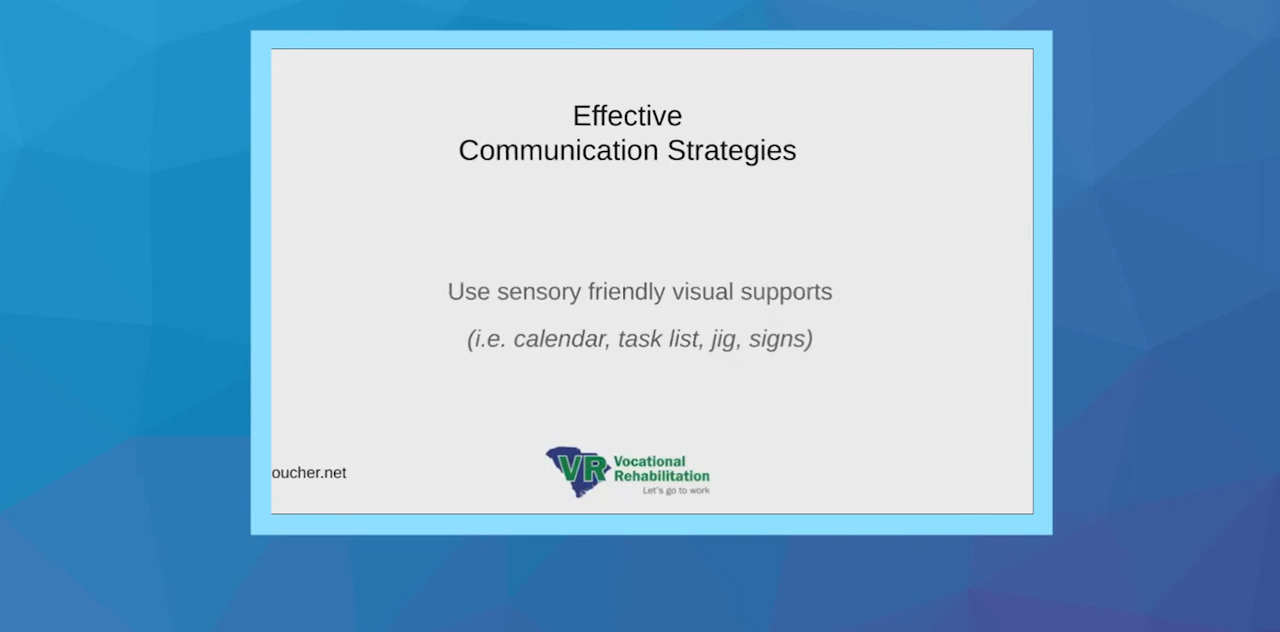 Effective
Communication Strategies
Use sensory friendly visual supports
(i.e. calendar, task list, jig, signs)
oucher.net
VR Vocational
Rehabilitation
Let's go to work